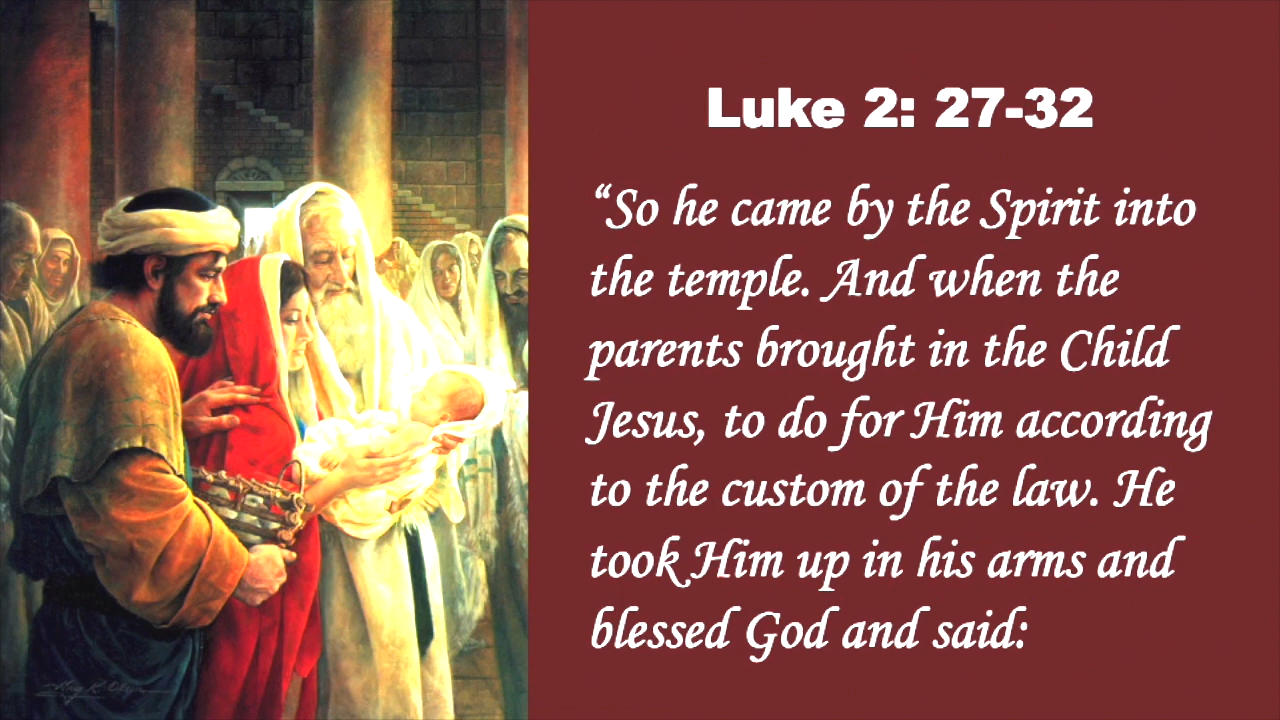 Luke 2: 27-32
“So he came by the Spirit into
the temple. And when the
parents brought in the Child
Jesus, to do for Him according
to the custom of the law. He
took Him up in his arms and
blessed God and said: